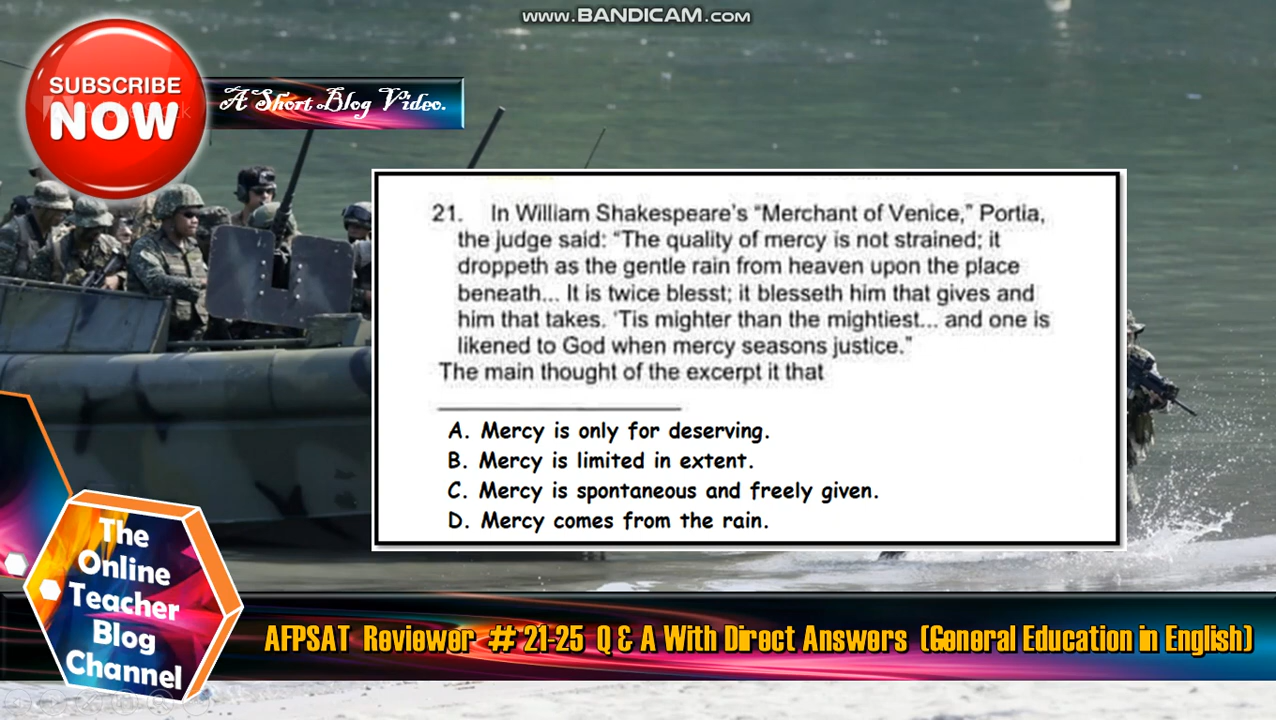 WWW.BANDICAM.COM
SUBSCRIBE
NOW
A Short Blog Video.
21. In William Shakespeare's "Merchant of Venice," Portia,
the judge said: "The quality of mercy is not strained; it
droppeth as the gentle rain from heaven upon the place
beneath... It is twice blesst; it blesseth him that gives and
him that takes. 'Tis mighter than the mightiest... and one is
likened to God when mercy seasons justice."
The main thought of the excerpt it that
A. Mercy is only for deserving.
B. Mercy is limited in extent.
C. Mercy is spontaneous and freely given.
D. Mercy comes from the rain.
The
Online
Teacher
Blog
Channel
AFPSAT Reviewer # 21-25 Q & A With Direct Answers (General Education in English)